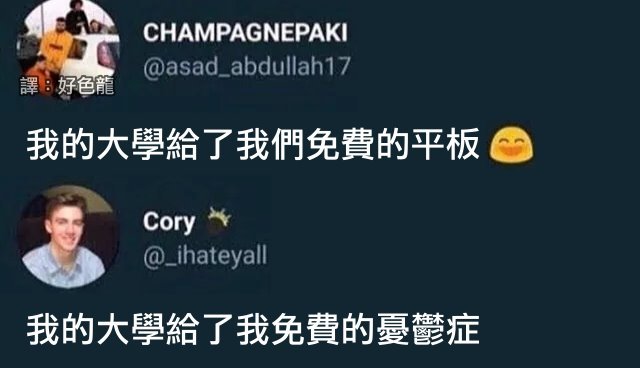 CHAMPAGNEPAKI
@asad_abdullah17
譯：好色龍
我的大學給了我們免費的平板
Cory
@_ihateyall
我的大學給了我免費的憂鬱症